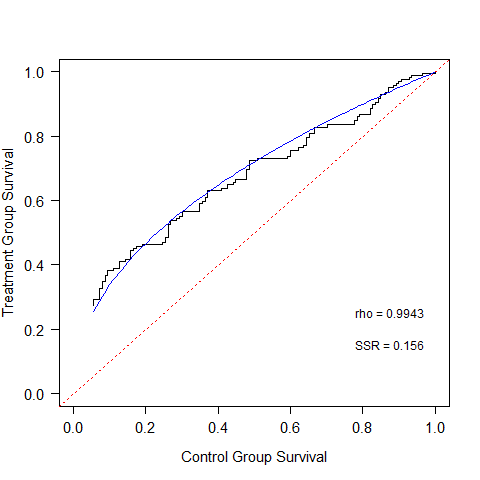 Treatment Group Survival
1.0
0.8
0.6
0.4
0.2
0.0
rho = 0.9943
SSR = 0.156
0.0 0.2 0.4 0.6 0.8 1.0
Control Group Survival